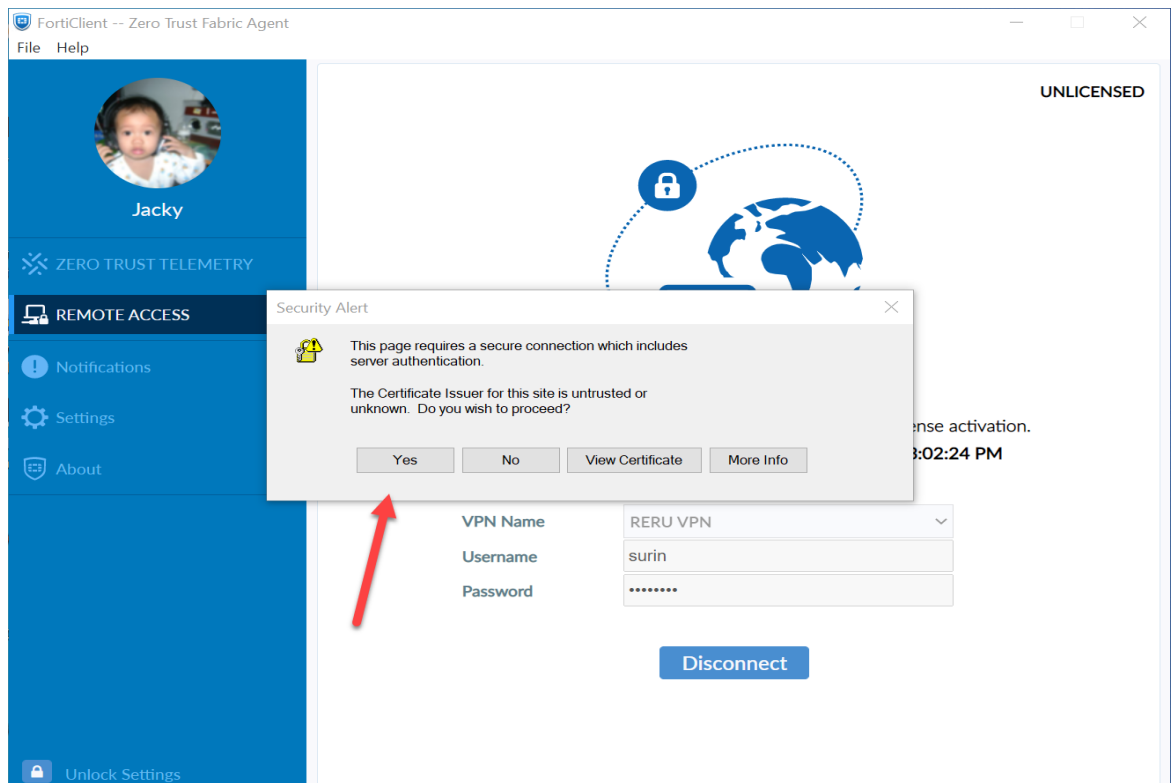 FortiClient -- Zero Trust Fabric Agent
File Help
UNLICENSED
Jacky
ZERO TRUST TELEMETRY
REMOTE ACCESS
Notifications
Settings
About
Security Alert
This page requires a secure connection which includes
server authentication.
The Certificate Issuer for this site is untrusted or
unknown. Do you wish to proceed?
Yes No View Certificate More Info
ense activation.
:02:24 PM
VPN Name RERU VPN
Username surin
Password ••••••••
Disconnect
Unlock Settings